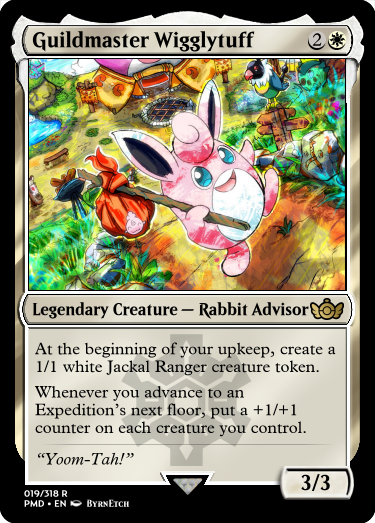 Guildmaster Wigglytuff 2
Legendary Creature — Rabbit Advisor
At the beginning of your upkeep, create a
1/1 white Jackal Ranger creature token.
Whenever you advance to an
Expedition's next floor, put a +1/+1
counter on each creature you control.
“Yoom-Tah!”
3/3
019/318 R
PMD • EN BYRNETCH